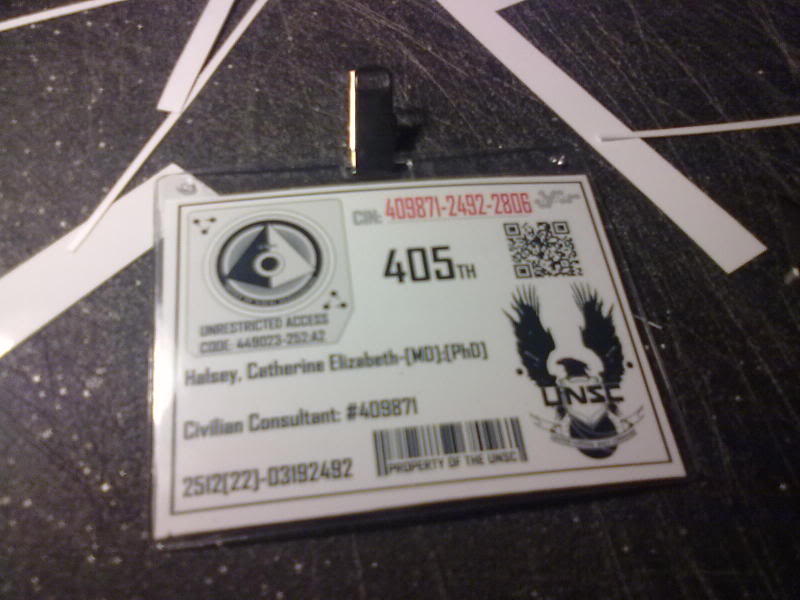 CIN: 409871-2492-2806
405TH
UNRESTRICTED ACCESS
CODE: 449023-252:A2
Halsey, Catherine Elizabeth-[MD]:[PhD]
UNSC
Civilian Consultant: #409871
PROPERTY OF THE UNSC
2512[22]-03192492